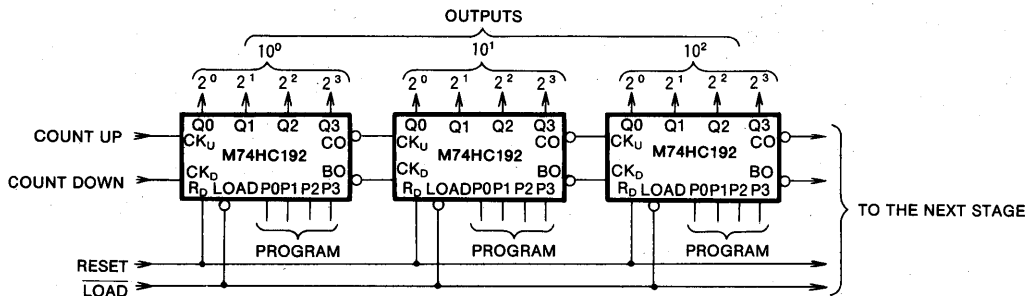 OUTPUTS
10⁰ 10¹ 10²
2⁰ 2¹ 2² 2³ 2⁰ 2¹ 2² 2³ 2⁰ 2¹ 2² 2³
Q0 Q1 Q2 Q3 Q0 Q1 Q2 Q3 Q0 Q1 Q2 Q3
COUNT UP CKU CO CKU CO CKU CO
M74HC192 M74HC192 M74HC192
COUNT DOWN CKD BO CKD BO CKD BO
RD LOAD P0 P1 P2 P3 RD LOAD P0 P1 P2 P3 RD LOAD P0 P1 P2 P3
TO THE NEXT STAGE
PROGRAM PROGRAM PROGRAM
RESET
LOAD